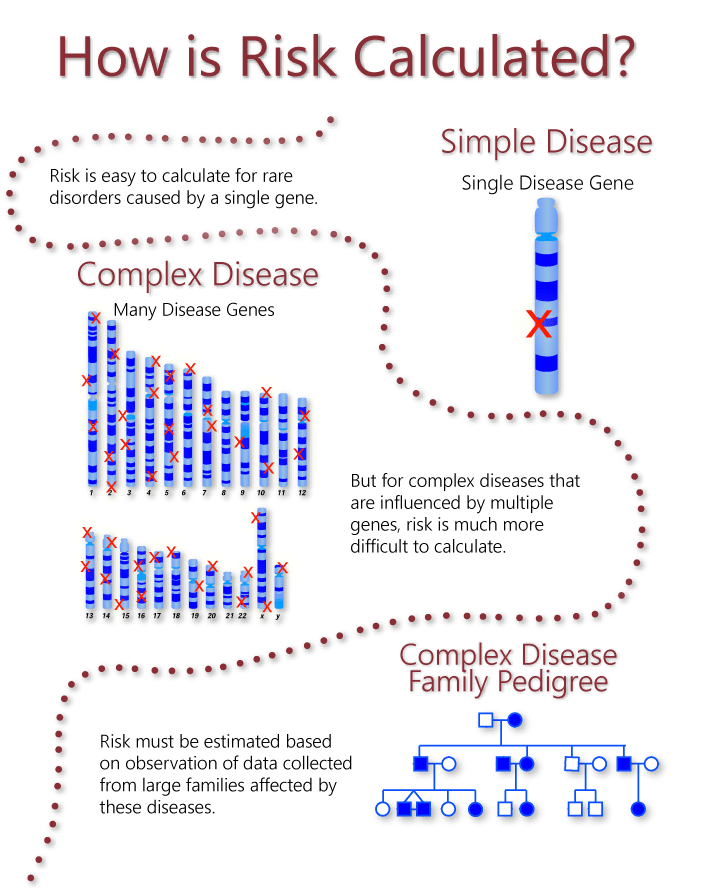 How is Risk Calculated?
Simple Disease
Single Disease Gene
X
Risk is easy to calculate for rare
disorders caused by a single gene.
Complex Disease
Many Disease Genes
1 2 3 4 5 6 7 8 9 10 11 12
13 14 15 16 17 18 19 20 21 22 x y
But for complex diseases that
are influenced by multiple
genes, risk is much more
difficult to calculate.
Complex Disease
Family Pedigree
Risk must be estimated based
on observation of data collected
from large families affected by
these diseases.